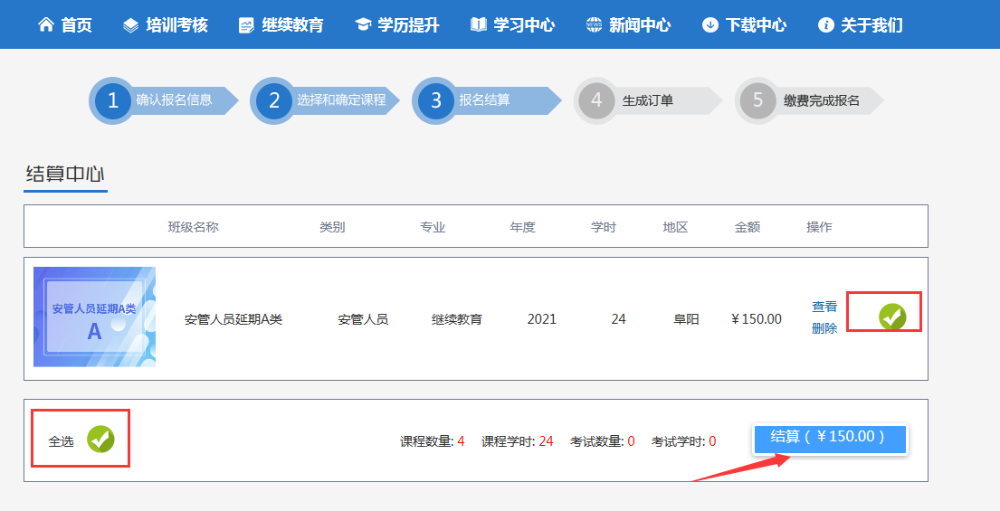 首页 培训考核 继续教育 学历提升 学习中心 NEWS 新闻中心 下载中心 关于我们
1 确认报名信息 2 选择和确定课程 3 报名结算 4 生成订单 5 缴费完成报名
结算中心
班级名称 类别 专业 年度 学时 地区 金额 操作
安管人员延期A类
A
安管人员延期A类 安管人员 继续教育 2021 24 阜阳 ￥150.00 查看
删除
全选 课程数量: 4 课程学时: 24 考试数量: 0 考试学时: 0 结算（￥150.00 ）